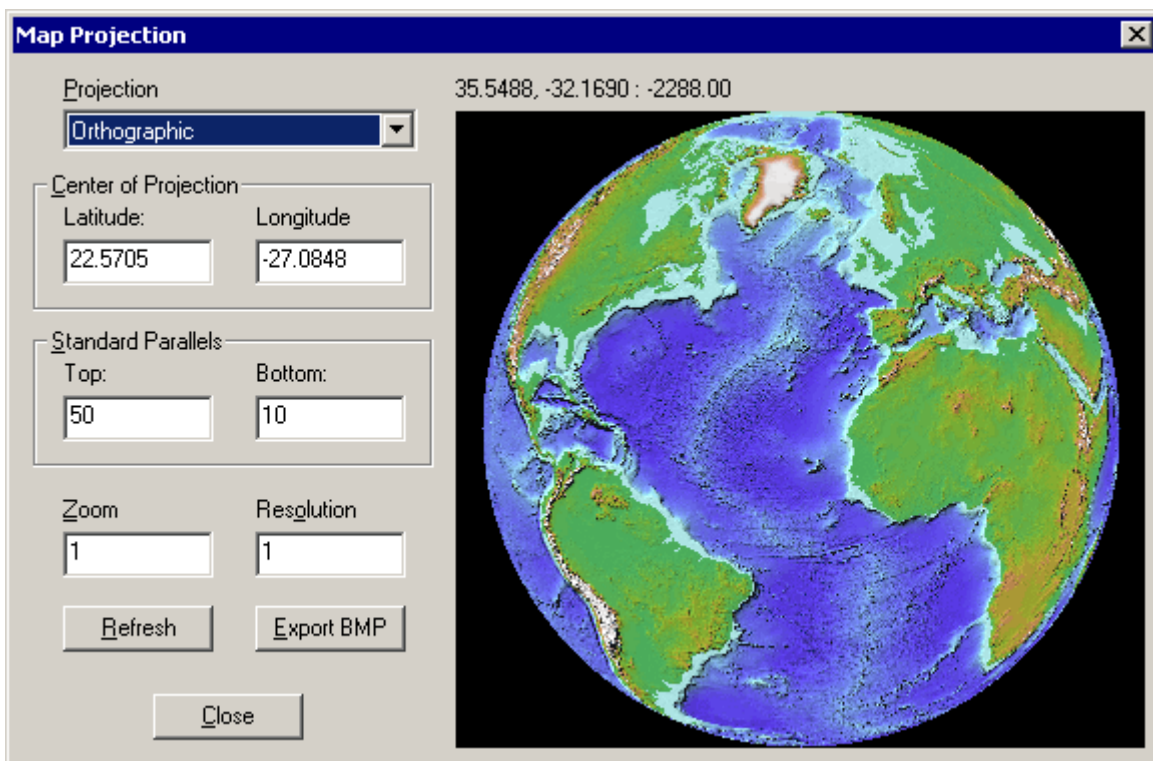 Map Projection
Projection
Orthographic
35.5488, -32.1690 : -2288.00
Center of Projection
Latitude: Longitude
22.5705 -27.0848
Standard Parallels
Top: Bottom:
50 10
Zoom Resolution
1 1
Refresh Export BMP
Close